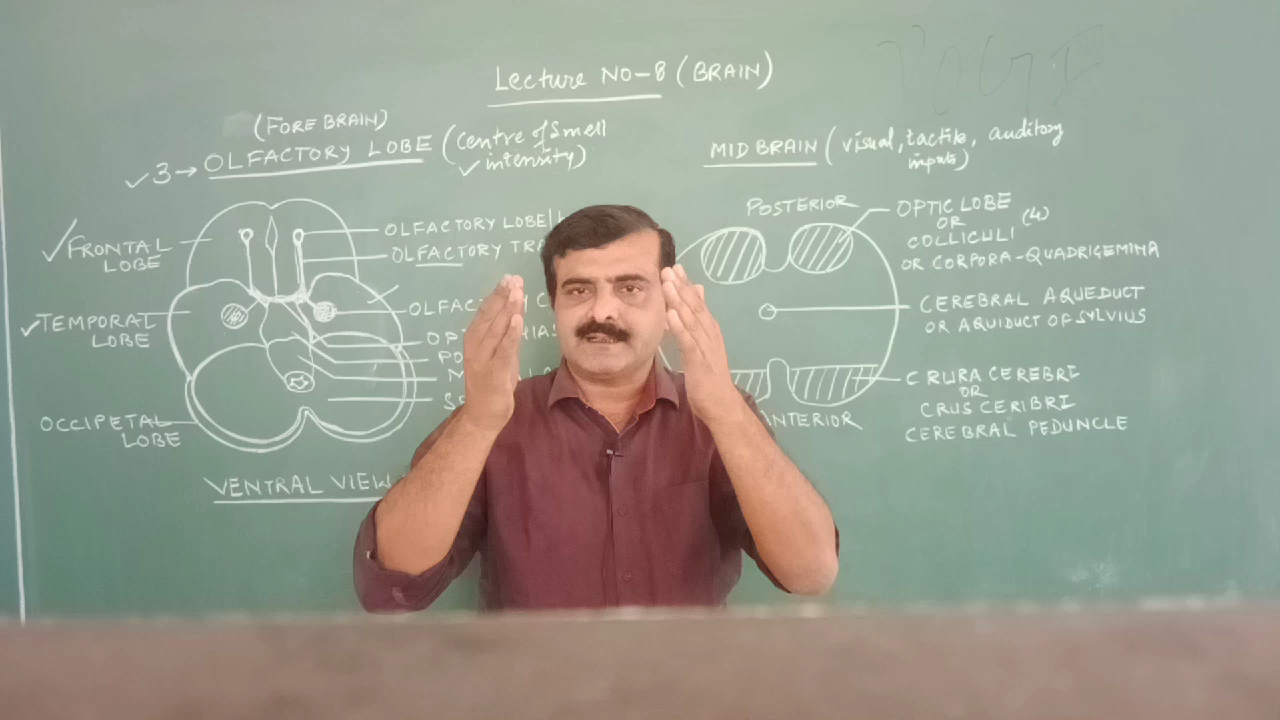 Lecture NO-8 (BRAIN)
(FORE BRAIN)
3→ OLFACTORY LOBE (Centre of Smell
intensity)
FRONTAL
LOBE
TEMPORAL
LOBE
OCCIPETAL
LOBE
OLFACTORY LOBE
OLFACTORY
VENTRAL VIEW
MID BRAIN (visual, tactile, auditory
inputs)
POSTERIOR
OPTIC LOBE
OR
COLLICULI (4)
OR CORPORA-QUADRIGEMINA
CEREBRAL AQUEDUCT
OR AQUIDUCT OF SYLVIUS
CRURA CEREBRI
OR
CRUS CERIBRI
CEREBRAL PEDUNCLE
ANTERIOR